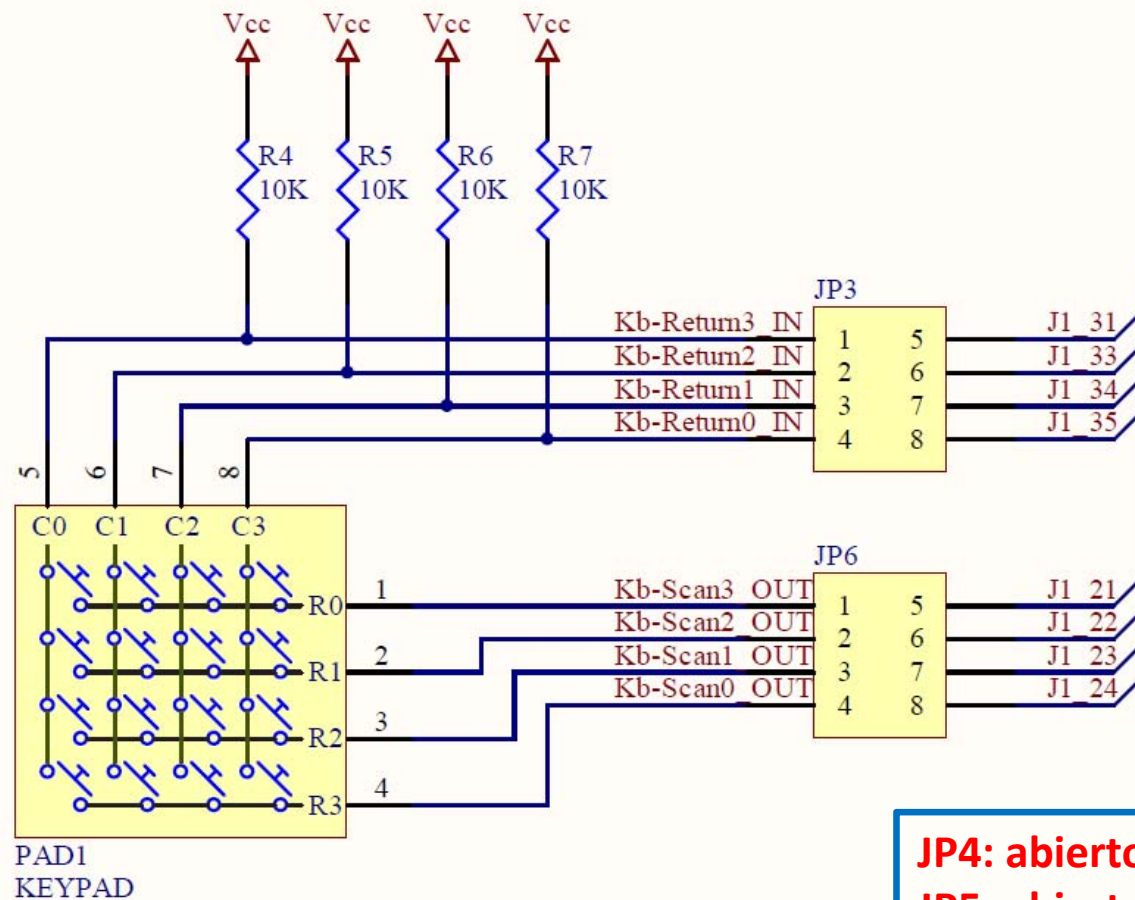 Vcc Vcc Vcc Vcc
R4 R5 R6 R7
10K 10K 10K 10K
JP3
Kb-Return3_IN 1 5 J1_31
Kb-Return2_IN 2 6 J1_33
Kb-Return1_IN 3 7 J1_34
Kb-Return0_IN 4 8 J1_35
5 6 7 8
C0 C1 C2 C3
JP6
R0 1 Kb-Scan3_OUT 1 5 J1_21
Kb-Scan2_OUT 2 6 J1_22
R1 2 Kb-Scan1_OUT 3 7 J1_23
Kb-Scan0_OUT 4 8 J1_24
R2 3
R3 4
PAD1
KEYPAD
JP4: abierto